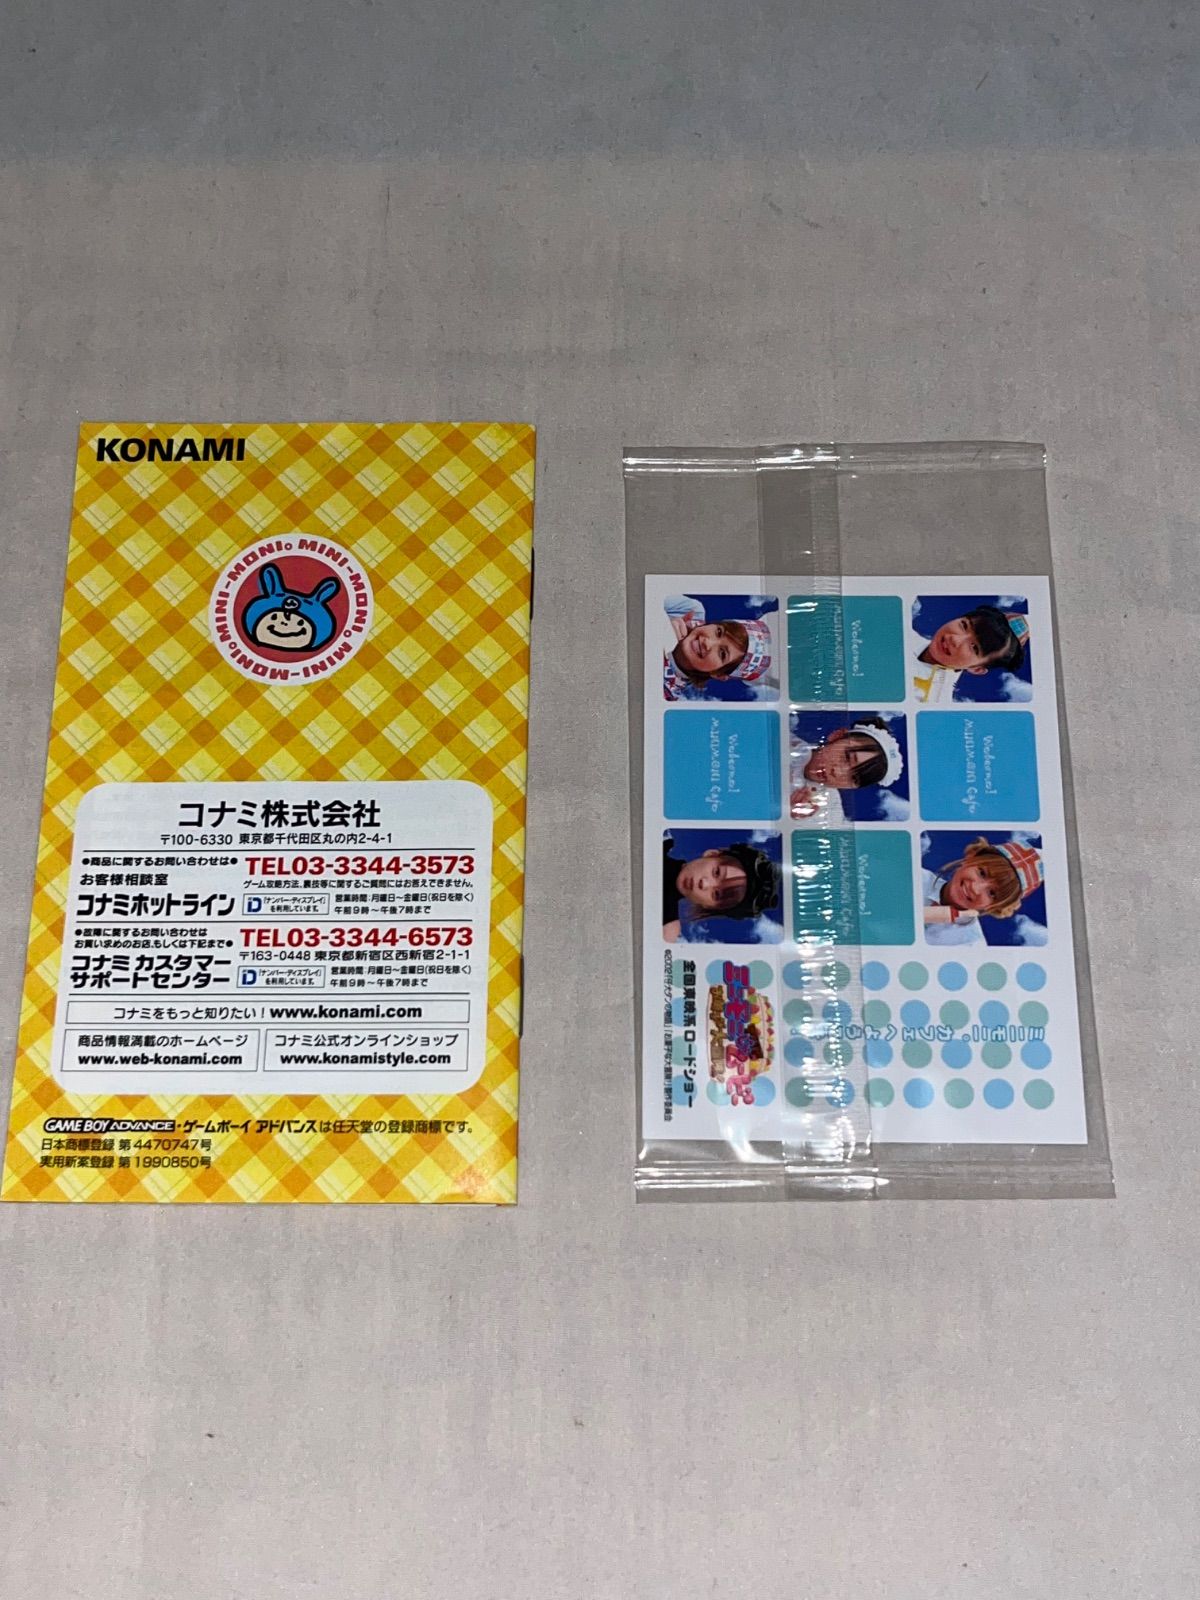 KONAMI
MINI-MONI。MINI-MONI。MINI-MONI。
コナミ株式会社
〒100-6330 東京都千代田区丸の内2-4-1
●商品に関するお問い合わせは●
お客様相談室
コナミホットライン
TEL03-3344-3573
ゲーム攻略方法、裏技等に関するご質問にはお答えできません。
D「ナンバー・ディスプレイ」を利用しています。
営業時間:月曜日〜金曜日(祝日を除く)
午前9時〜午後7時まで
●故障に関するお問い合わせは
お買い求めのお店、もしくは下記まで●
コナミ カスタマー
サポートセンター
TEL03-3344-6573
〒163-0448 東京都新宿区西新宿2-1-1
D「ナンバー・ディスプレイ」を利用しています。
営業時間:月曜日〜金曜日(祝日を除く)
午前9時〜午後7時まで
コナミをもっと知りたい! www.konami.com
商品情報満載のホームページ
www.web-konami.com
コナミ公式オンラインショップ
www.konamistyle.com
GAME BOY ADVANCE・ゲームボーイ アドバンスは任天堂の登録商標です。
日本商標登録 第4470747号
実用新案登録 第1990850号
Welcome!
MINIMONI Cafe
Welcome!
MINIMONI Cafe
Welcome!
MINIMONI Cafe
Welcome!
MINIMONI Cafe
全国東映系 ロードショー